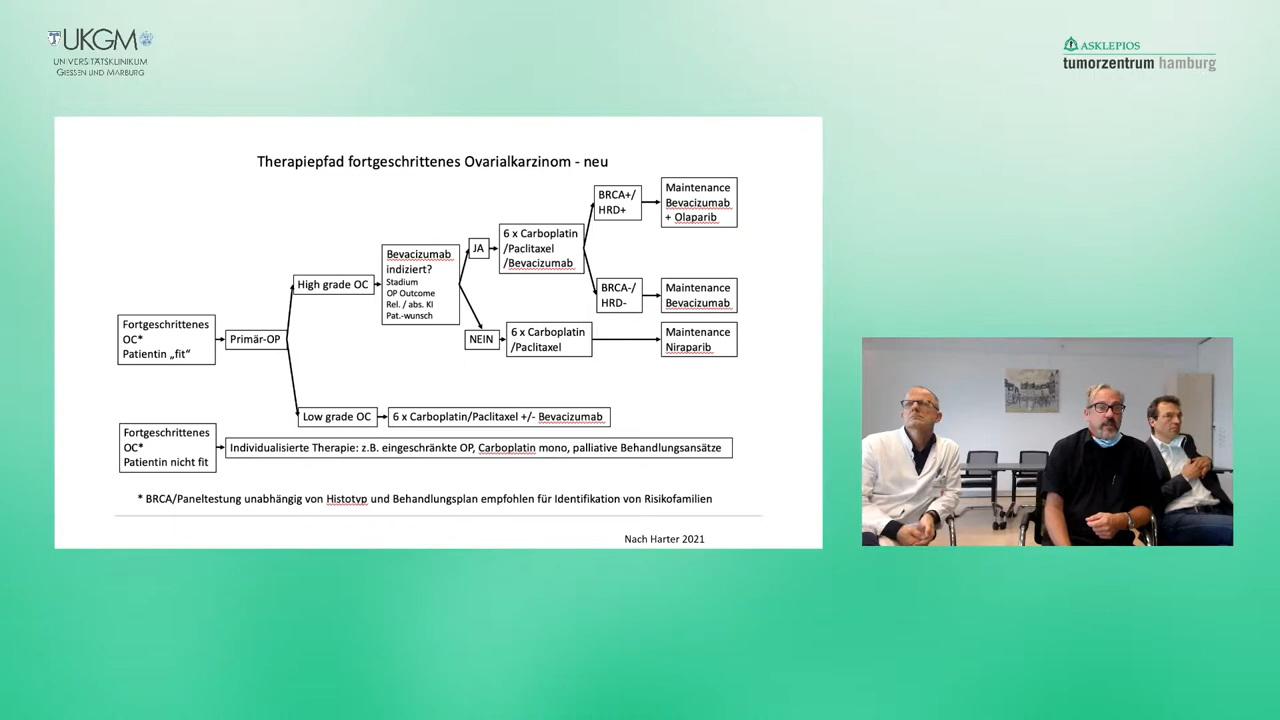 UKGM
UNIVERSITÄTSKLINIKUM
GIESSEN UND MARBURG
ASKLEPIOS
tumorzentrum hamburg
Therapiepfad fortgeschrittenes Ovarialkarzinom - neu
Fortgeschrittenes
OC*
Patientin „fit“
Primär-OP
High grade OC
Bevacizumab
indiziert?
Stadium
OP Outcome
Rel. / abs. KI
Pat.-wunsch
JA
6 x Carboplatin
/Paclitaxel
/Bevacizumab
BRCA+/
HRD+
Maintenance
Bevacizumab
+ Olaparib
BRCA-/
HRD-
Maintenance
Bevacizumab
NEIN
6 x Carboplatin
/Paclitaxel
Maintenance
Niraparib
Low grade OC
6 x Carboplatin/Paclitaxel +/- Bevacizumab
Fortgeschrittenes
OC*
Patientin nicht fit
Individualisierte Therapie: z.B. eingeschränkte OP, Carboplatin mono, palliative Behandlungsansätze
* BRCA/Paneltestung unabhängig von Histotyp und Behandlungsplan empfohlen für Identifikation von Risikofamilien
Nach Harter 2021